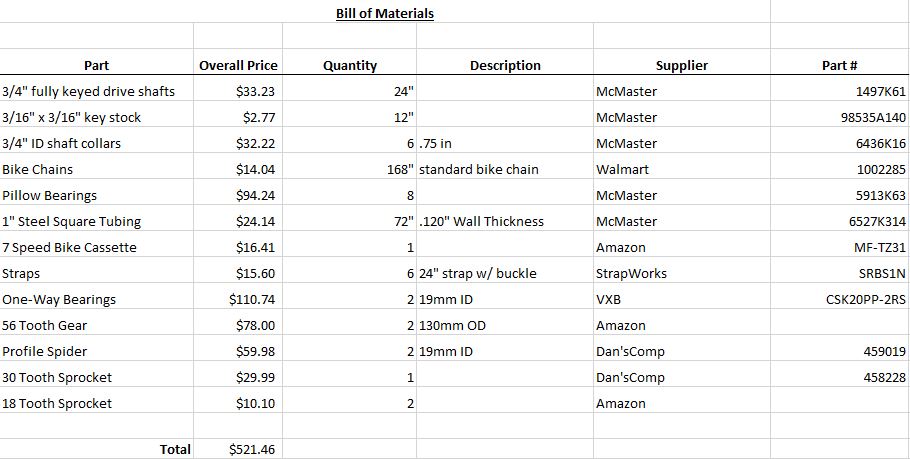 Bill of Materials
Part Overall Price Quantity Description Supplier Part #
3/4" fully keyed drive shafts $33.23 24" McMaster 1497K61
3/16" x 3/16" key stock $2.77 12" McMaster 98535A140
3/4" ID shaft collars $32.22 6 .75 in McMaster 6436K16
Bike Chains $14.04 168" standard bike chain Walmart 1002285
Pillow Bearings $94.24 8 McMaster 5913K63
1" Steel Square Tubing $24.14 72" .120" Wall Thickness McMaster 6527K314
7 Speed Bike Cassette $16.41 1 Amazon MF-TZ31
Straps $15.60 6 24" strap w/ buckle StrapWorks SRBS1N
One-Way Bearings $110.74 2 19mm ID VXB CSK20PP-2RS
56 Tooth Gear $78.00 2 130mm OD Amazon
Profile Spider $59.98 2 19mm ID Dan'sComp 459019
30 Tooth Sprocket $29.99 1 Dan'sComp 458228
18 Tooth Sprocket $10.10 2 Amazon
Total $521.46